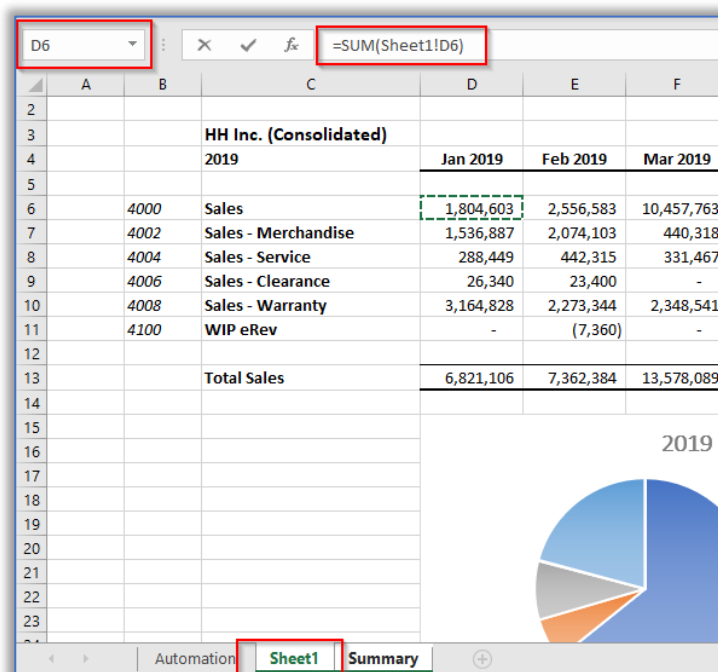 D6 =SUM(Sheet1!D6)
A B C D E F
2
3 HH Inc. (Consolidated)
4 2019 Jan 2019 Feb 2019 Mar 2019
5
6 4000 Sales 1,804,603 2,556,583 10,457,763
7 4002 Sales - Merchandise 1,536,887 2,074,103 440,318
8 4004 Sales - Service 288,449 442,315 331,467
9 4006 Sales - Clearance 26,340 23,400 -
10 4008 Sales - Warranty 3,164,828 2,273,344 2,348,541
11 4100 WIP eRev - (7,360) -
12
13 Total Sales 6,821,106 7,362,384 13,578,089
14
15
16 2019
17
18
19
20
21
22
23
Automation Sheet1 Summary